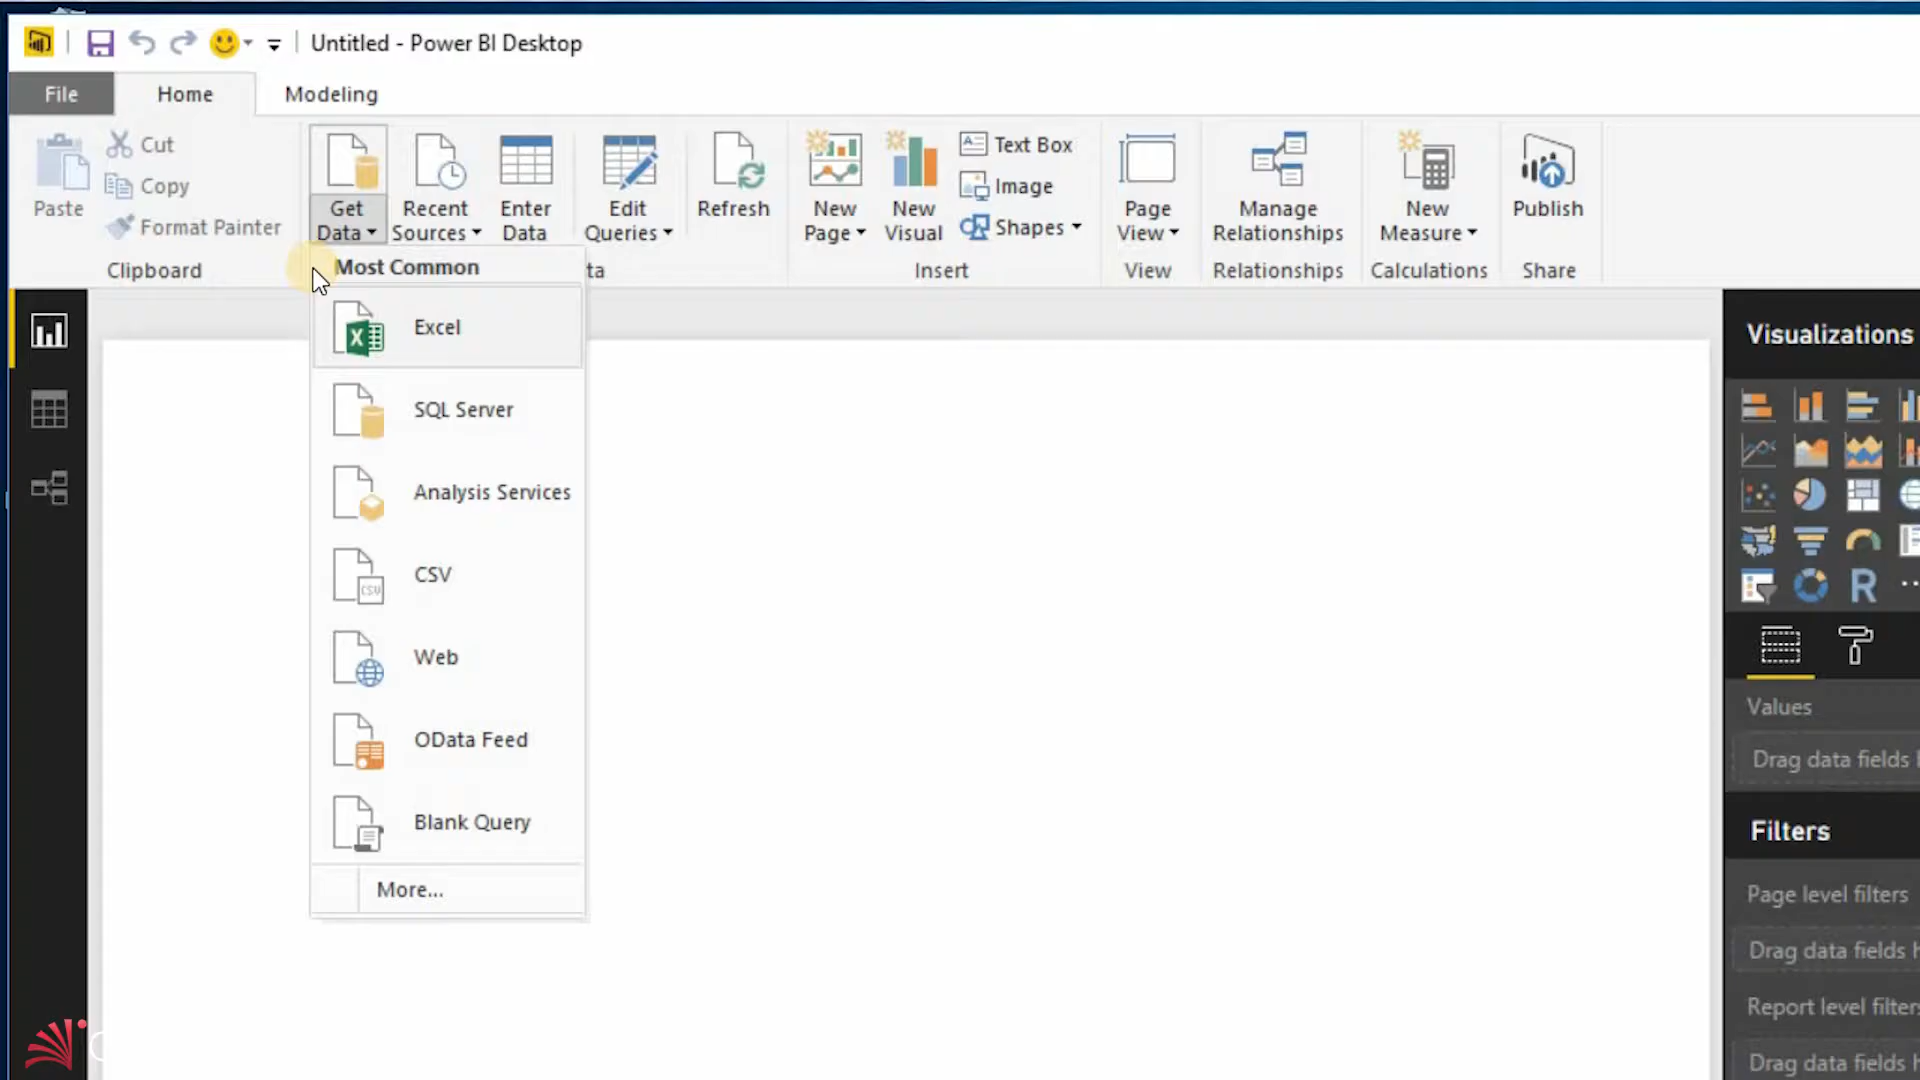 Untitled - Power BI Desktop
File
Home
Modeling
Paste
Cut
Copy
Format Painter
Clipboard
Get
Data
Recent
Sources
Enter
Data
Edit
Queries
Refresh
New
Page
New
Visual
Text Box
Image
Shapes
Insert
Page
View
View
Manage
Relationships
Relationships
New
Measure
Calculations
Publish
Share
Most Common
Excel
SQL Server
Analysis Services
CSV
CSV
Web
OData Feed
Blank Query
More...
Visualizations
R
Values
Drag data fields
Filters
Page level filters
Drag data fields
Report level filters
Drag data fields